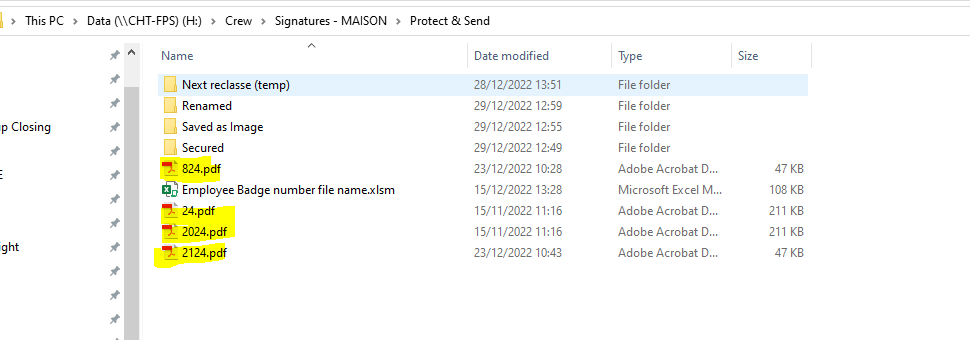 This PC > Data (\\CHT-FPS) (H:) > Crew > Signatures - MAISON > Protect & Send
Name Date modified Type Size
Next reclasse (temp) 28/12/2022 13:51 File folder
Renamed 29/12/2022 12:59 File folder
p Closing Saved as Image 29/12/2022 12:55 File folder
Secured 29/12/2022 12:49 File folder
E 824.pdf 23/12/2022 10:28 Adobe Acrobat D... 47 KB
Employee Badge number file name.xlsm 15/12/2022 13:28 Microsoft Excel M... 108 KB
24.pdf 15/11/2022 11:16 Adobe Acrobat D... 211 KB
2024.pdf 15/11/2022 11:16 Adobe Acrobat D... 211 KB
ight 2124.pdf 23/12/2022 10:43 Adobe Acrobat D... 47 KB